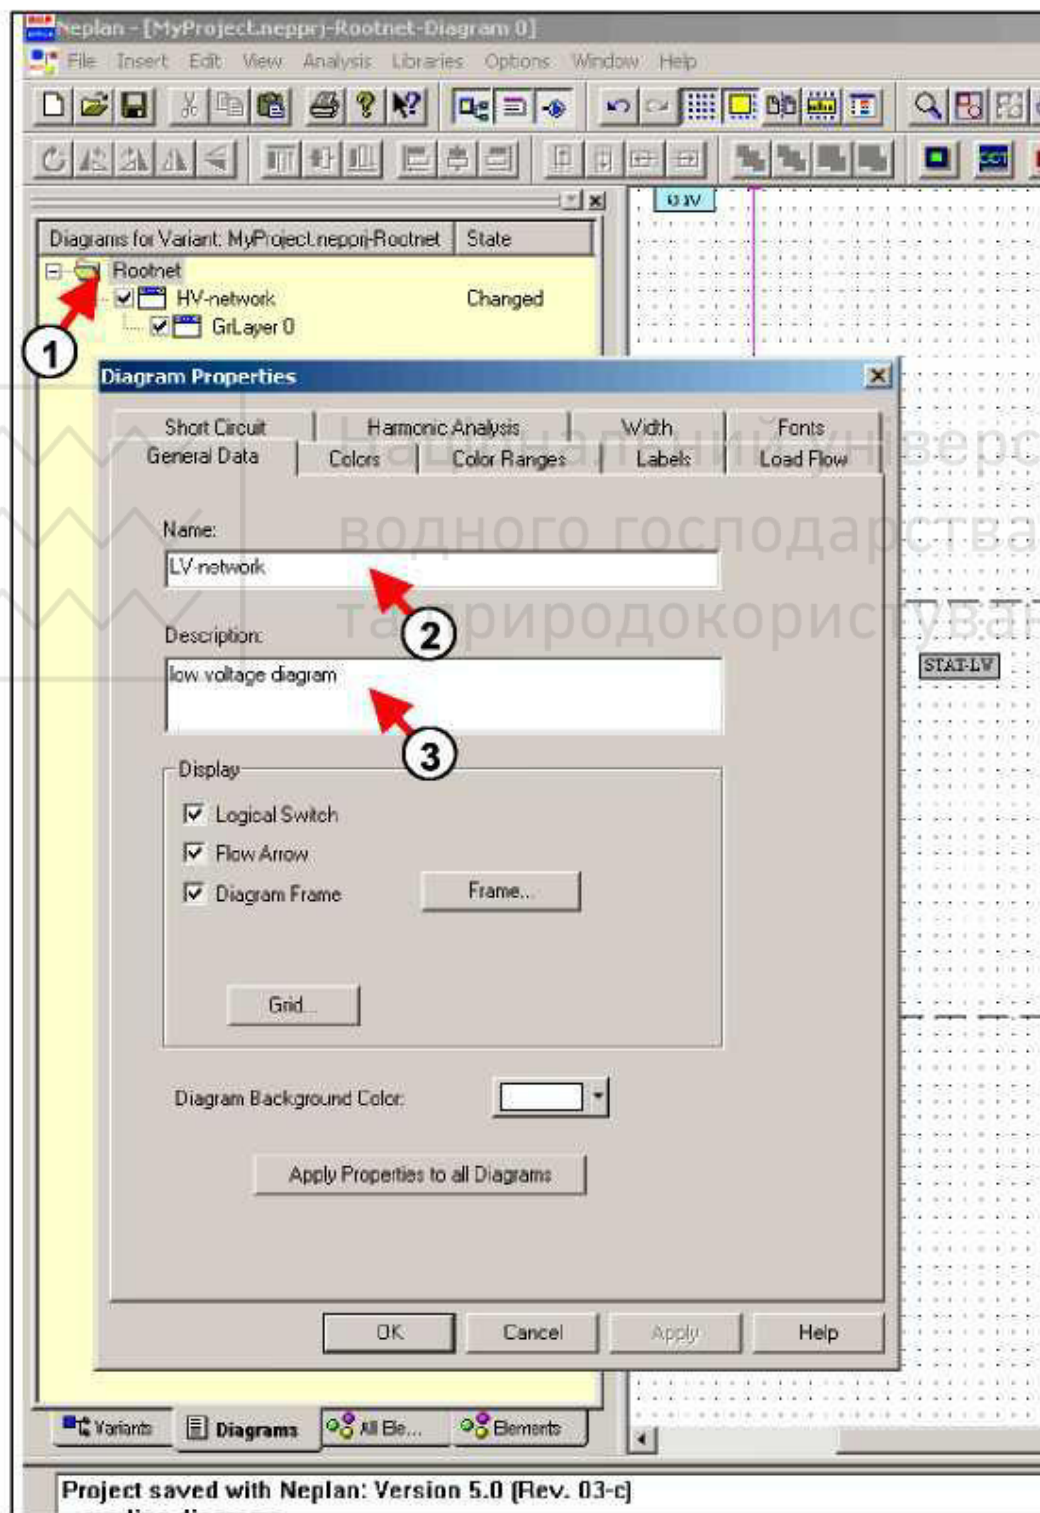 Neplan - [MyProject.nepprj-Rootnet-Diagram 0]
File Insert Edit View Analysis Libraries Options Window Help
Diagrams for Variant: MyProject.nepprj-Rootnet State
Rootnet
HV-network Changed
GrLayer 0
1
Diagram Properties
Short Circuit Harmonic Analysis Width Fonts
General Data Colors Color Ranges Labels Load Flow
Національний універс
Name:
водного господарства
LV-network
та природокористуван
2
Description:
STAT-LV
low voltage diagram
3
Display
Logical Switch
Flow Arrow
Diagram Frame Frame...
Grid...
Diagram Background Color:
Apply Properties to all Diagrams
OK Cancel Apply Help
Variants Diagrams All Ele... Elements
Project saved with Neplan: Version 5.0 (Rev. 03-c)